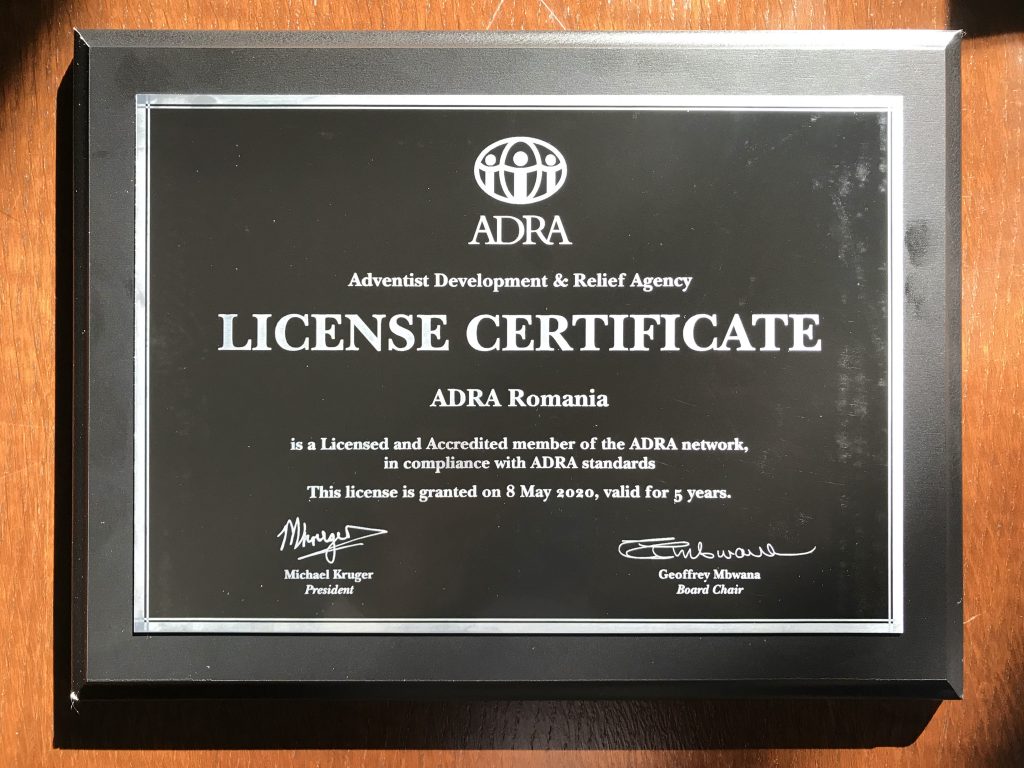 ADRA
Adventist Development & Relief Agency
LICENSE CERTIFICATE
ADRA Romania
is a Licensed and Accredited member of the ADRA network,
in compliance with ADRA standards
This license is granted on 8 May 2020, valid for 5 years.
Michael Kruger
President
Geoffrey Mbwana
Board Chair